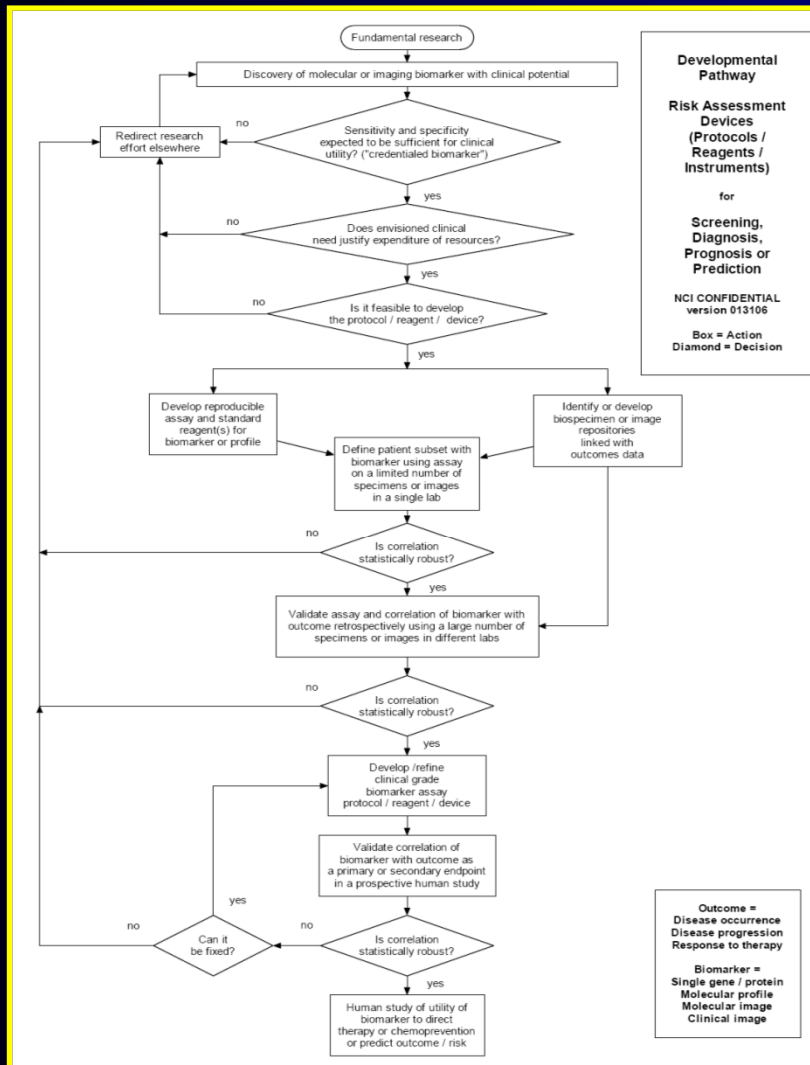 Fundamental research
Discovery of molecular or imaging biomarker with clinical potential
no
Redirect research
effort elsewhere
Sensitivity and specificity
expected to be sufficient for clinical
utility? ("credentialed biomarker")
yes
no
Does envisioned clinical
need justify expenditure of resources?
yes
no
Is it feasible to develop
the protocol / reagent / device?
yes
Develop reproducible
assay and standard
reagent(s) for
biomarker or profile
Identify or develop
biospecimen or image
repositories
linked with
outcomes data
Define patient subset with
biomarker using assay
on a limited number of
specimens or images
in a single lab
no
Is correlation
statistically robust?
yes
Validate assay and correlation of biomarker with
outcome retrospectively using a large number of
specimens or images in different labs
no
Is correlation
statistically robust?
yes
Develop /refine
clinical grade
biomarker assay
protocol / reagent / device
Validate correlation of
biomarker with outcome as
a primary or secondary endpoint
in a prospective human study
yes
no
Can it
be fixed?
no
Is correlation
statistically robust?
yes
Human study of utility of
biomarker to direct
therapy or chemoprevention
or predict outcome / risk
Developmental
Pathway
Risk Assessment
Devices
(Protocols /
Reagents /
Instruments)
for
Screening,
Diagnosis,
Prognosis or
Prediction
NCI CONFIDENTIAL
version 013106
Box = Action
Diamond = Decision
Outcome =
Disease occurrence
Disease progression
Response to therapy
Biomarker =
Single gene / protein
Molecular profile
Molecular image
Clinical image